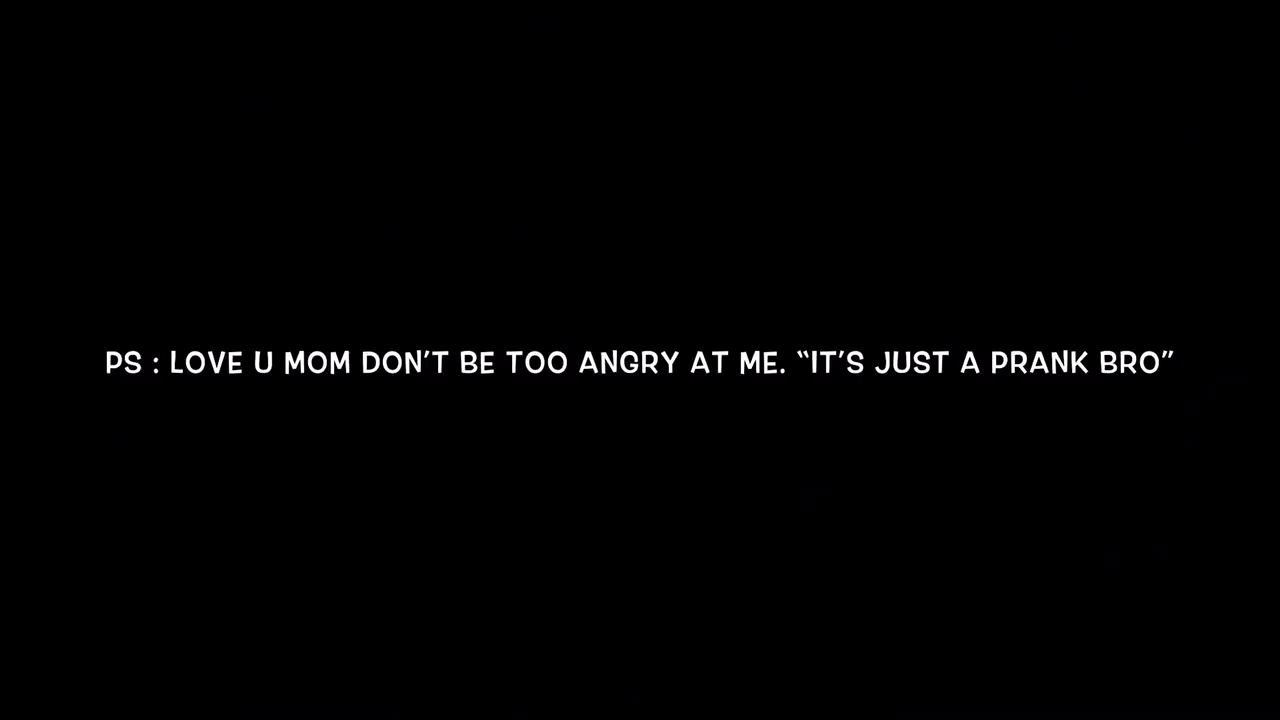 PS : LOVE U MOM DON'T BE TOO ANGRY AT ME. “IT'S JUST A PRANK BRO”